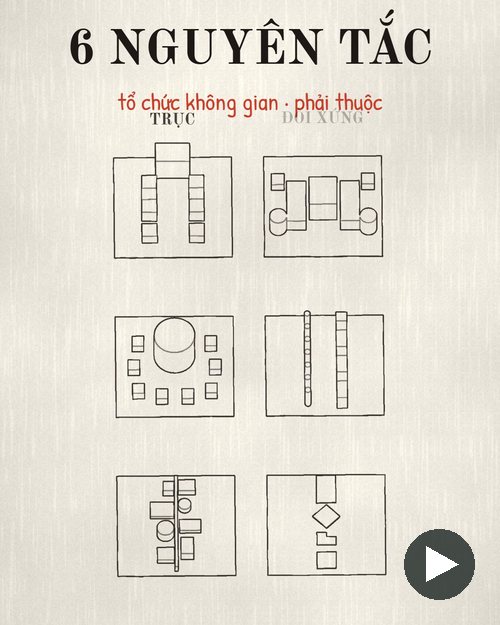 6 NGUYÊN TẮC
tổ chức không gian · phải thuộc
TRỤC ĐỐI XỨNG